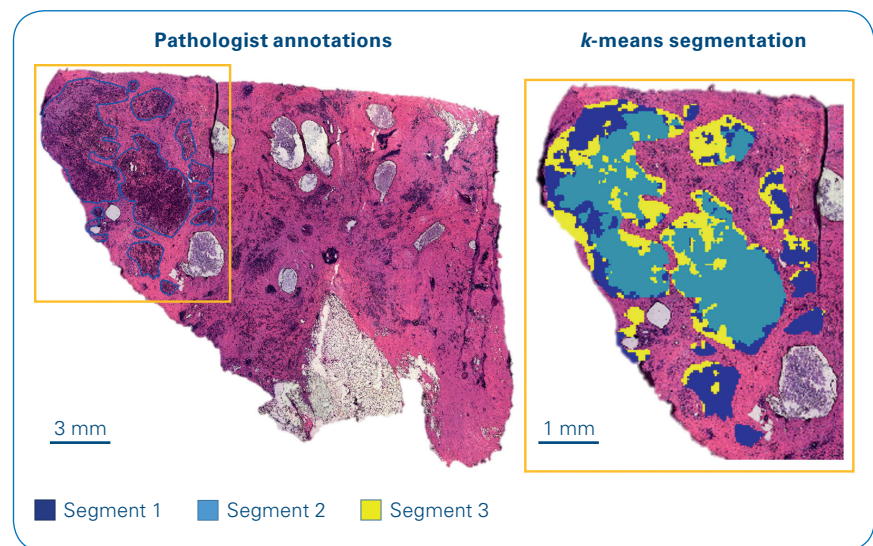 Pathologist annotations
k-means segmentation
3 mm
1 mm
Segment 1
Segment 2
Segment 3